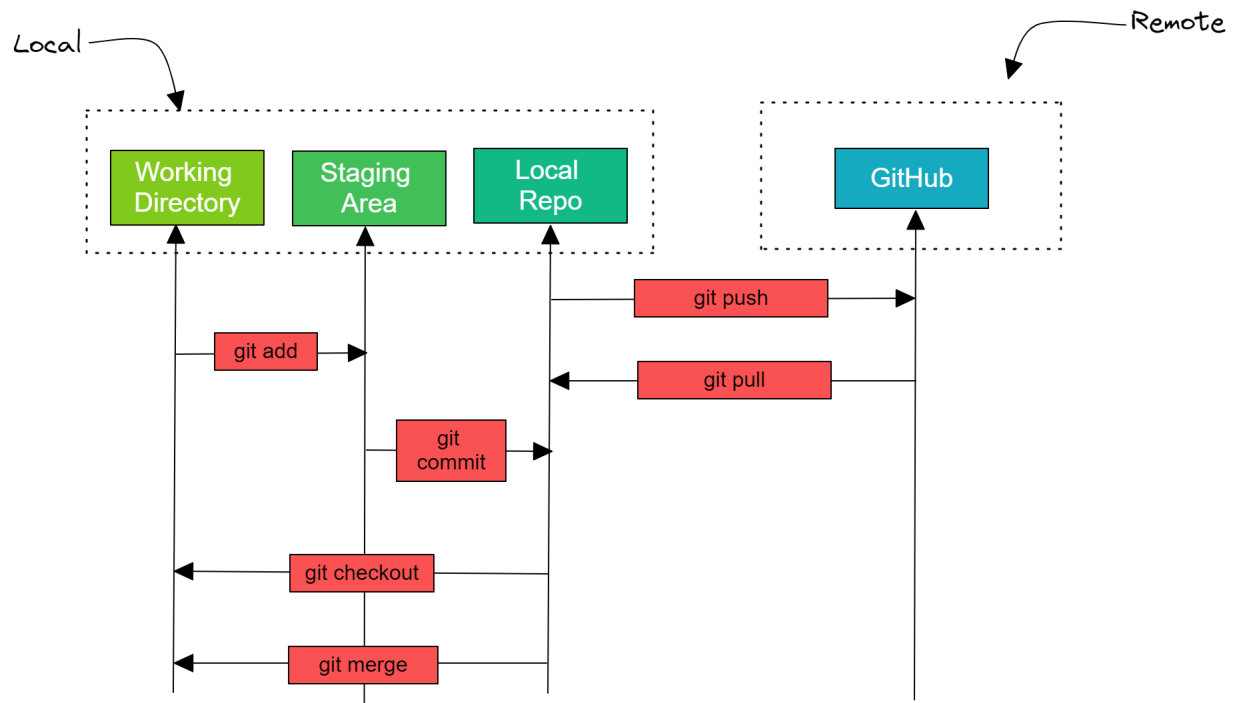 Local
Remote
Working
Directory
Staging
Area
Local
Repo
GitHub
git push
git add
git pull
git
commit
git checkout
git merge